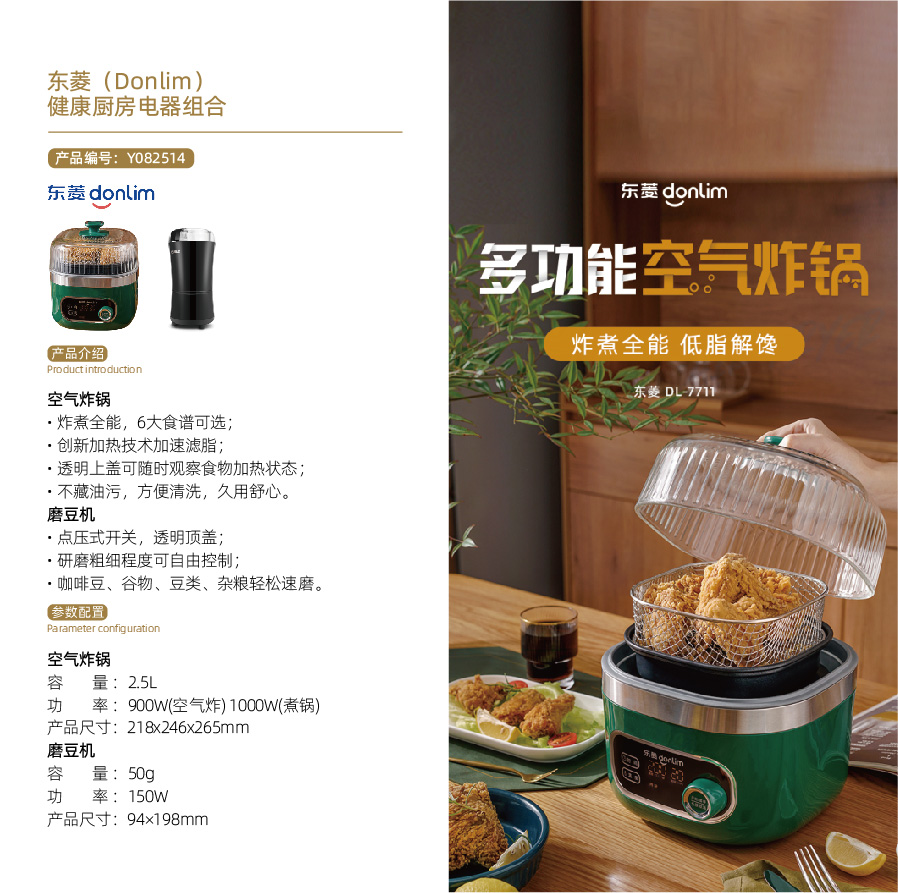 东菱（Donlim）
健康厨房电器组合
产品编号：Y082514
东菱 donlim
产品介绍
Product introduction
空气炸锅
• 炸煮全能，6大食谱可选；
• 创新加热技术加速滤脂；
• 透明上盖可随时观察食物加热状态；
• 不藏油污，方便清洗，久用舒心。
磨豆机
• 点压式开关，透明顶盖；
• 研磨粗细程度可自由控制；
• 咖啡豆、谷物、豆类、杂粮轻松速磨。
参数配置
Parameter configuration
空气炸锅
容 量：2.5L
功 率：900W(空气炸) 1000W(煮锅)
产品尺寸：218x246x265mm
磨豆机
容 量：50g
功 率：150W
产品尺寸：94×198mm
东菱 donlim
多功能空气炸锅
炸煮全能 低脂解馋
东菱 DL-7711
东菱 donlim